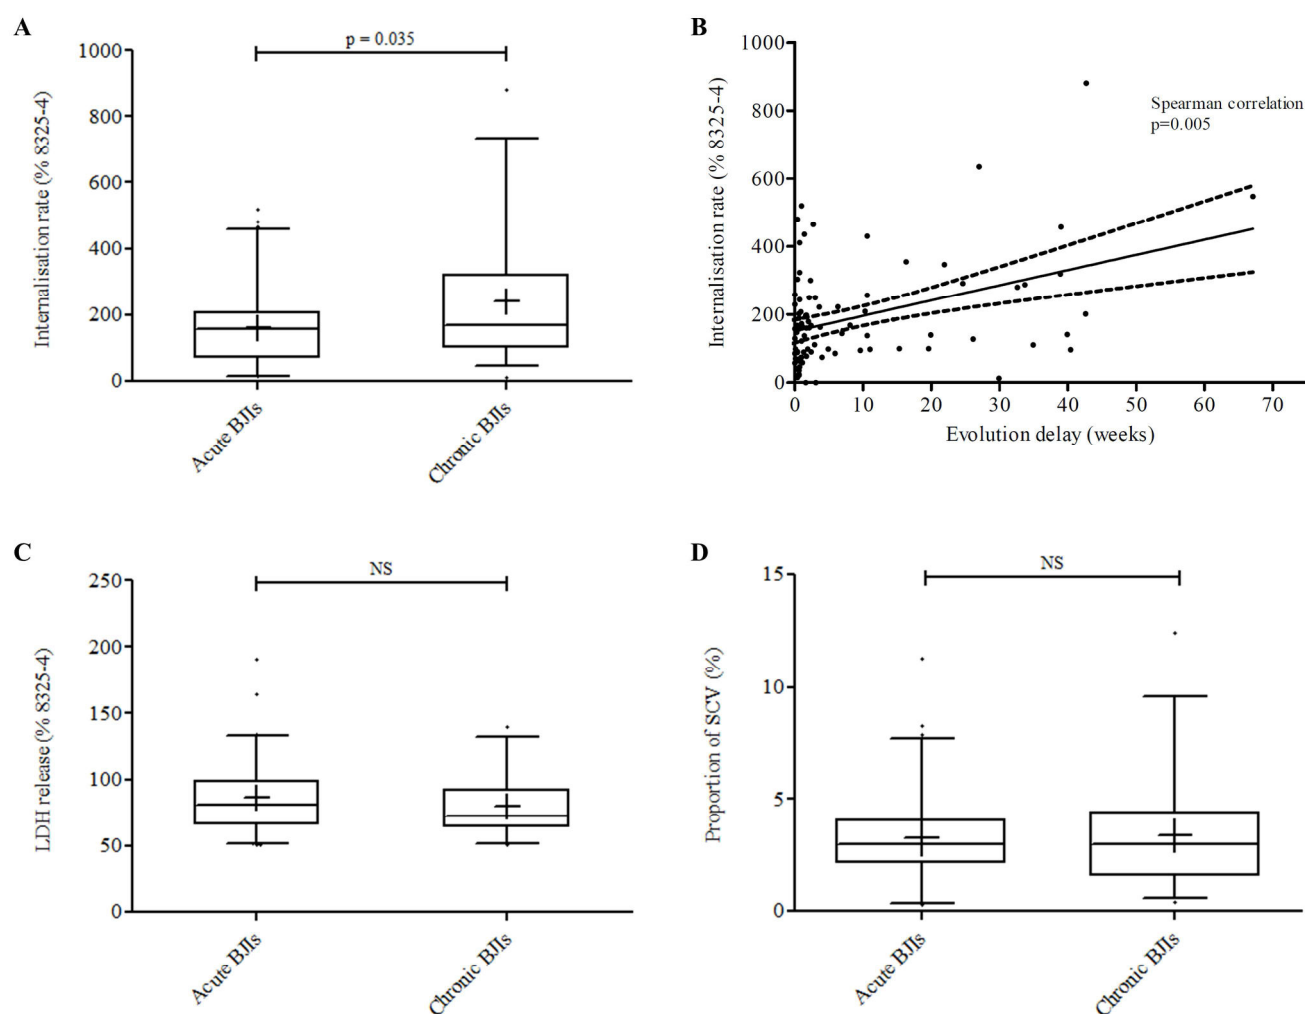 A
p = 0.035
Internalisation rate (% 8325-4)
1000
800
600
400
200
0
Acute BJIs
Chronic BJIs
B
Spearman correlation
p=0.005
Internalisation rate (% 8325-4)
1000
800
600
400
200
0
0 10 20 30 40 50 60 70
Evolution delay (weeks)
C
NS
LDH release (% 8325-4)
250
200
150
100
50
0
Acute BJIs
Chronic BJIs
D
NS
Proportion of SCV (%)
15
10
5
0
Acute BJIs
Chronic BJIs